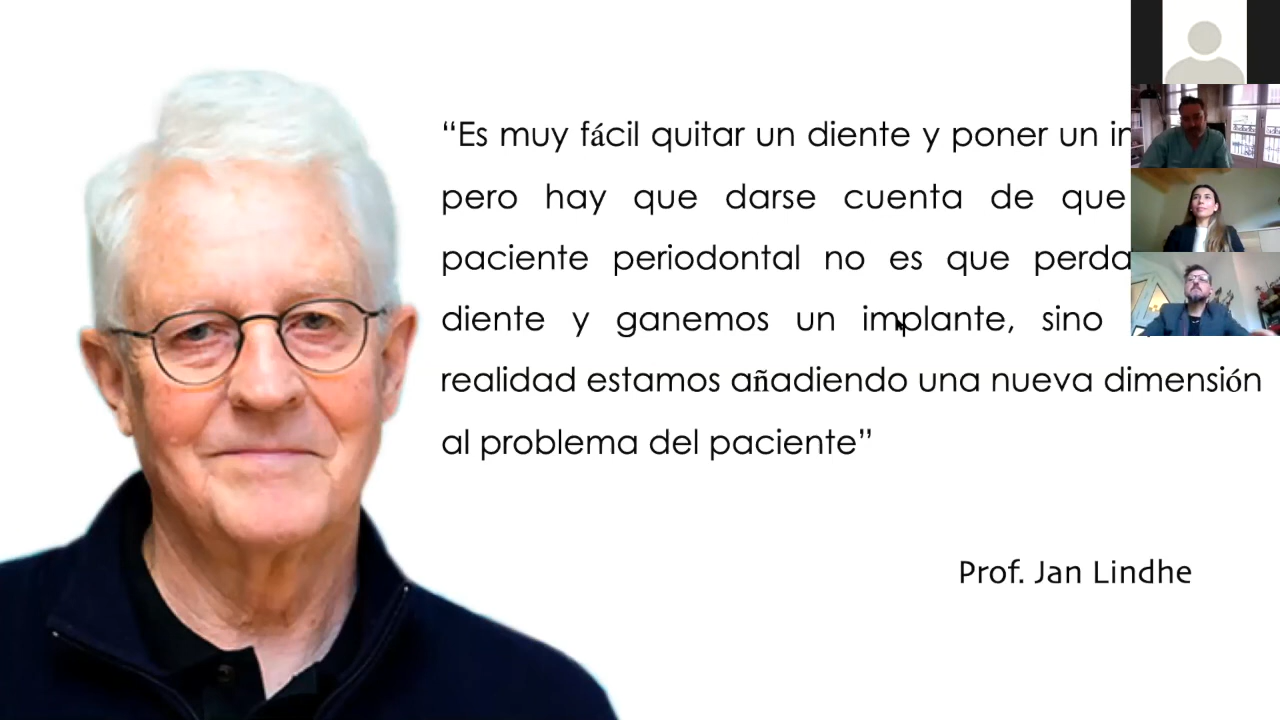 “Es muy fácil quitar un diente y poner un
pero hay que darse cuenta de que
paciente periodontal no es que
diente y ganemos un implante, sino
realidad estamos añadiendo una nueva dimensión
al problema del paciente”
Prof. Jan Lindhe